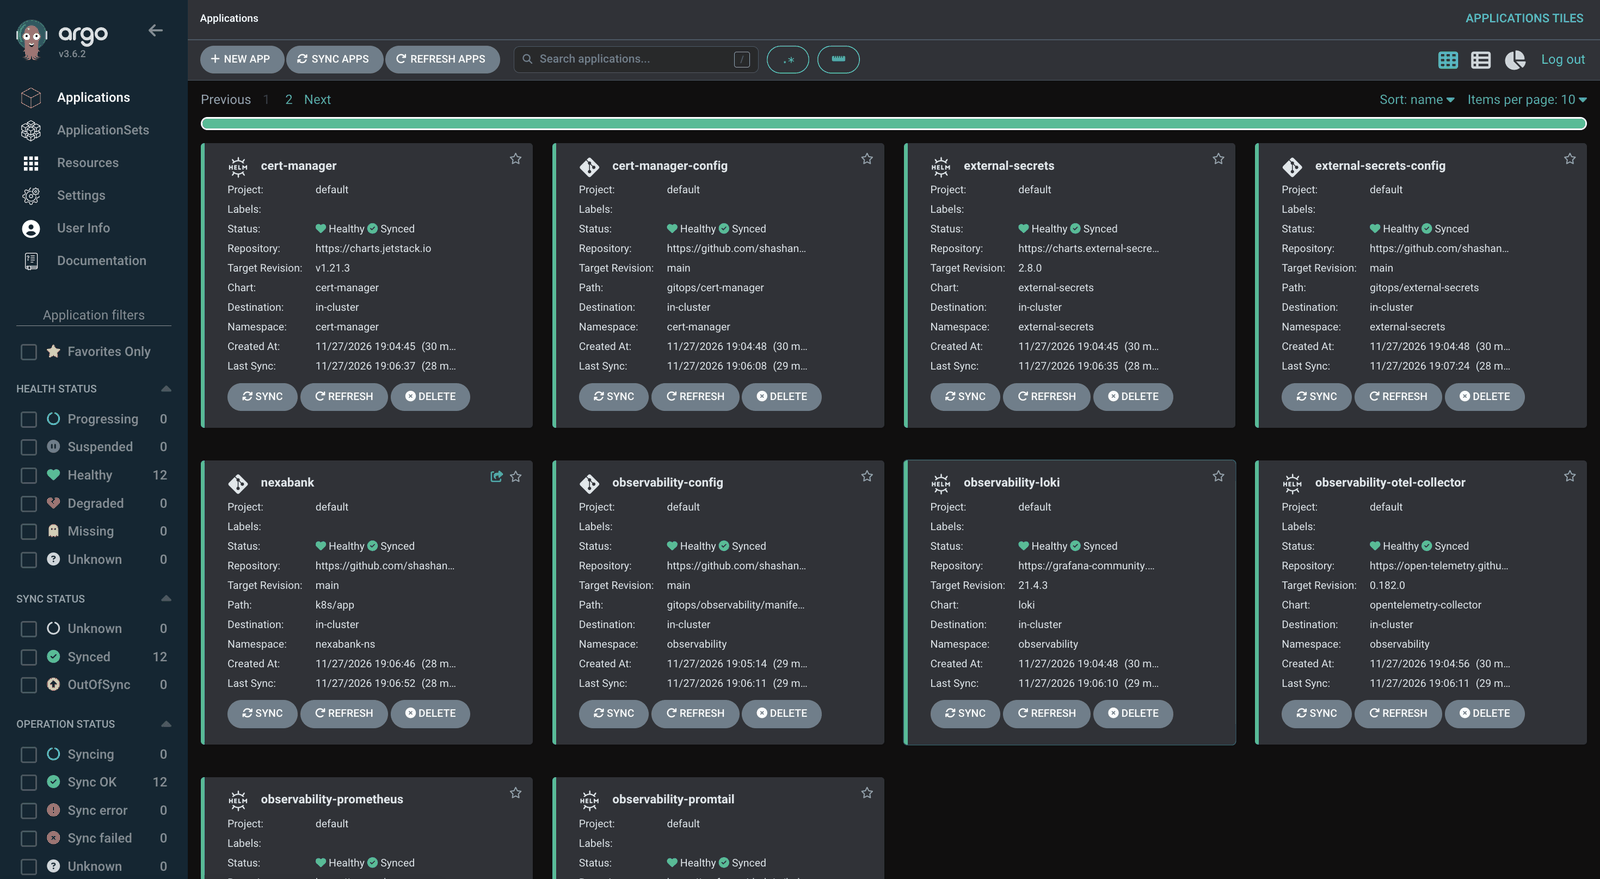 argo
v3.6.2
Applications
ApplicationSets
Resources
Settings
User Info
Documentation
Application filters
Favorites Only
HEALTH STATUS
Progressing 0
Suspended 0
Healthy 12
Degraded 0
Missing 0
Unknown 0
SYNC STATUS
Unknown 0
Synced 12
OutOfSync 0
OPERATION STATUS
Syncing 0
Sync OK 12
Sync error 0
Sync failed 0
Unknown 0
Applications
APPLICATIONS TILES
+ NEW APP SYNC APPS REFRESH APPS Search applications... / .* Log out
Previous 1 2 Next
Sort: name Items per page: 10
HELM cert-manager
Project: default
Labels:
Status: Healthy Synced
Repository: https://charts.jetstack.io
Target Revision: v1.21.3
Chart: cert-manager
Destination: in-cluster
Namespace: cert-manager
Created At: 11/27/2026 19:04:45 (30 m...
Last Sync: 11/27/2026 19:06:37 (28 m...
SYNC REFRESH DELETE
cert-manager-config
Project: default
Labels:
Status: Healthy Synced
Repository: https://github.com/shashan...
Target Revision: main
Path: gitops/cert-manager
Destination: in-cluster
Namespace: cert-manager
Created At: 11/27/2026 19:04:48 (30 m...
Last Sync: 11/27/2026 19:06:08 (29 m...
SYNC REFRESH DELETE
HELM external-secrets
Project: default
Labels:
Status: Healthy Synced
Repository: https://charts.external-secre...
Target Revision: 2.8.0
Chart: external-secrets
Destination: in-cluster
Namespace: external-secrets
Created At: 11/27/2026 19:04:45 (30 m...
Last Sync: 11/27/2026 19:06:35 (28 m...
SYNC REFRESH DELETE
external-secrets-config
Project: default
Labels:
Status: Healthy Synced
Repository: https://github.com/shashan...
Target Revision: main
Path: gitops/external-secrets
Destination: in-cluster
Namespace: external-secrets
Created At: 11/27/2026 19:04:48 (30 m...
Last Sync: 11/27/2026 19:07:24 (28 m...
SYNC REFRESH DELETE
nexabank
Project: default
Labels:
Status: Healthy Synced
Repository: https://github.com/shashan...
Target Revision: main
Path: k8s/app
Destination: in-cluster
Namespace: nexabank-ns
Created At: 11/27/2026 19:06:46 (28 m...
Last Sync: 11/27/2026 19:06:52 (28 m...
SYNC REFRESH DELETE
observability-config
Project: default
Labels:
Status: Healthy Synced
Repository: https://github.com/shashan...
Target Revision: main
Path: gitops/observability/manife...
Destination: in-cluster
Namespace: observability
Created At: 11/27/2026 19:05:14 (29 m...
Last Sync: 11/27/2026 19:06:11 (29 m...
SYNC REFRESH DELETE
HELM observability-loki
Project: default
Labels:
Status: Healthy Synced
Repository: https://grafana-community....
Target Revision: 21.4.3
Chart: loki
Destination: in-cluster
Namespace: observability
Created At: 11/27/2026 19:04:48 (30 m...
Last Sync: 11/27/2026 19:06:10 (29 m...
SYNC REFRESH DELETE
HELM observability-otel-collector
Project: default
Labels:
Status: Healthy Synced
Repository: https://open-telemetry.githu...
Target Revision: 0.182.0
Chart: opentelemetry-collector
Destination: in-cluster
Namespace: observability
Created At: 11/27/2026 19:04:56 (30 m...
Last Sync: 11/27/2026 19:06:11 (29 m...
SYNC REFRESH DELETE
HELM observability-prometheus
Project: default
Labels:
Status: Healthy Synced
HELM observability-promtail
Project: default
Labels:
Status: Healthy Synced